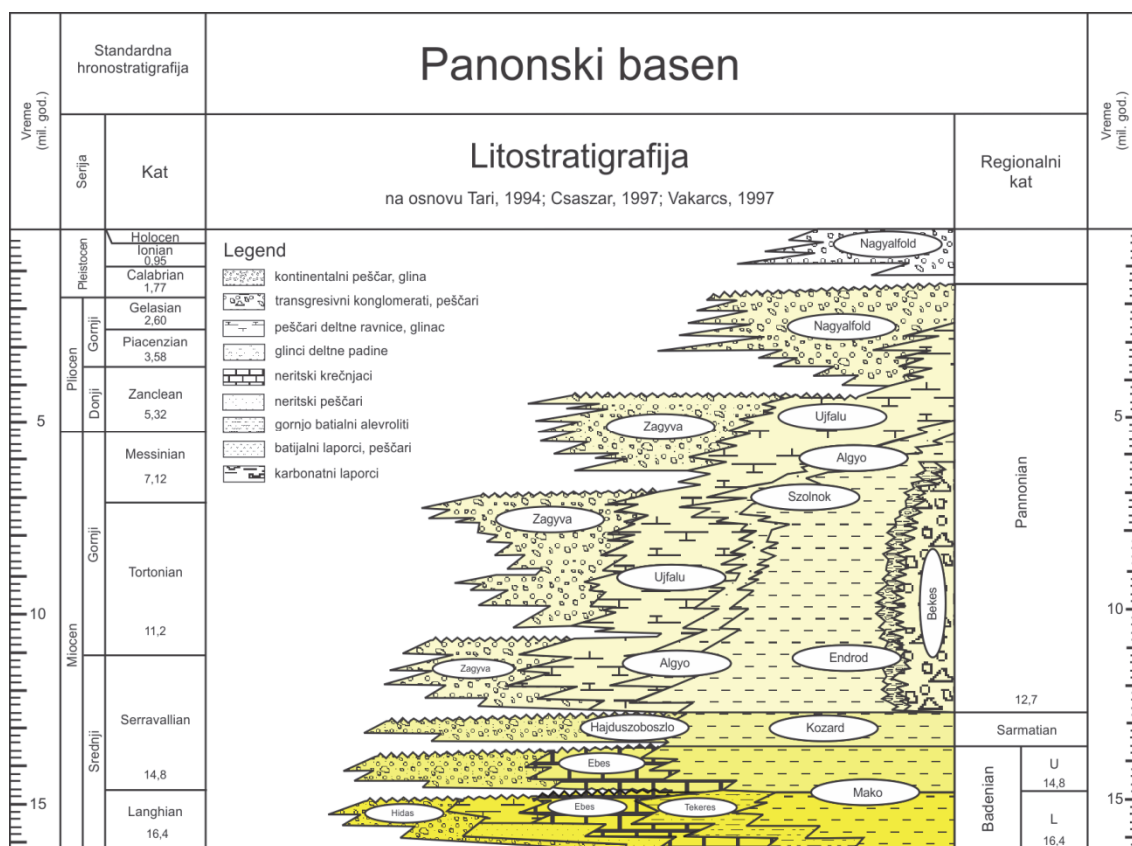 Vreme
(mil. god.)
Standardna
hronostratigrafija
Panonski basen
Vreme
(mil. god.)
Serija
Kat
Litostratigrafija
na osnovu Tari, 1994; Csaszar, 1997; Vakarcs, 1997
Regionalni
kat
Pleistocen
Holocen
Ionian
0,95
Calabrian
1,77
Pliocen
Gornji
Gelasian
2,60
Piacenzian
3,58
Donji
Zanclean
5,32
Miocen
Gornji
Messinian
7,12
Tortonian
11,2
Srednji
Serravallian
14,8
Langhian
16,4
5
10
15
Legend
kontinentalni peščar, glina
transgresivni konglomerati, peščari
peščari deltne ravnice, glinac
glinci deltne padine
neritski krečnjaci
neritski peščari
gornjo batialni alevroliti
batijalni laporci, peščari
karbonatni laporci
Nagyalfold
Nagyalfold
Ujfalu
Zagyva
Algyo
Szolnok
Zagyva
Ujfalu
Bekes
Zagyva
Algyo
Endrod
Hajduszoboszlo
Kozard
Ebes
Mako
Hidas
Ebes
Tekeres
Pannonian
12,7
Sarmatian
Badenian
U
14,8
L
16,4
5
10
15